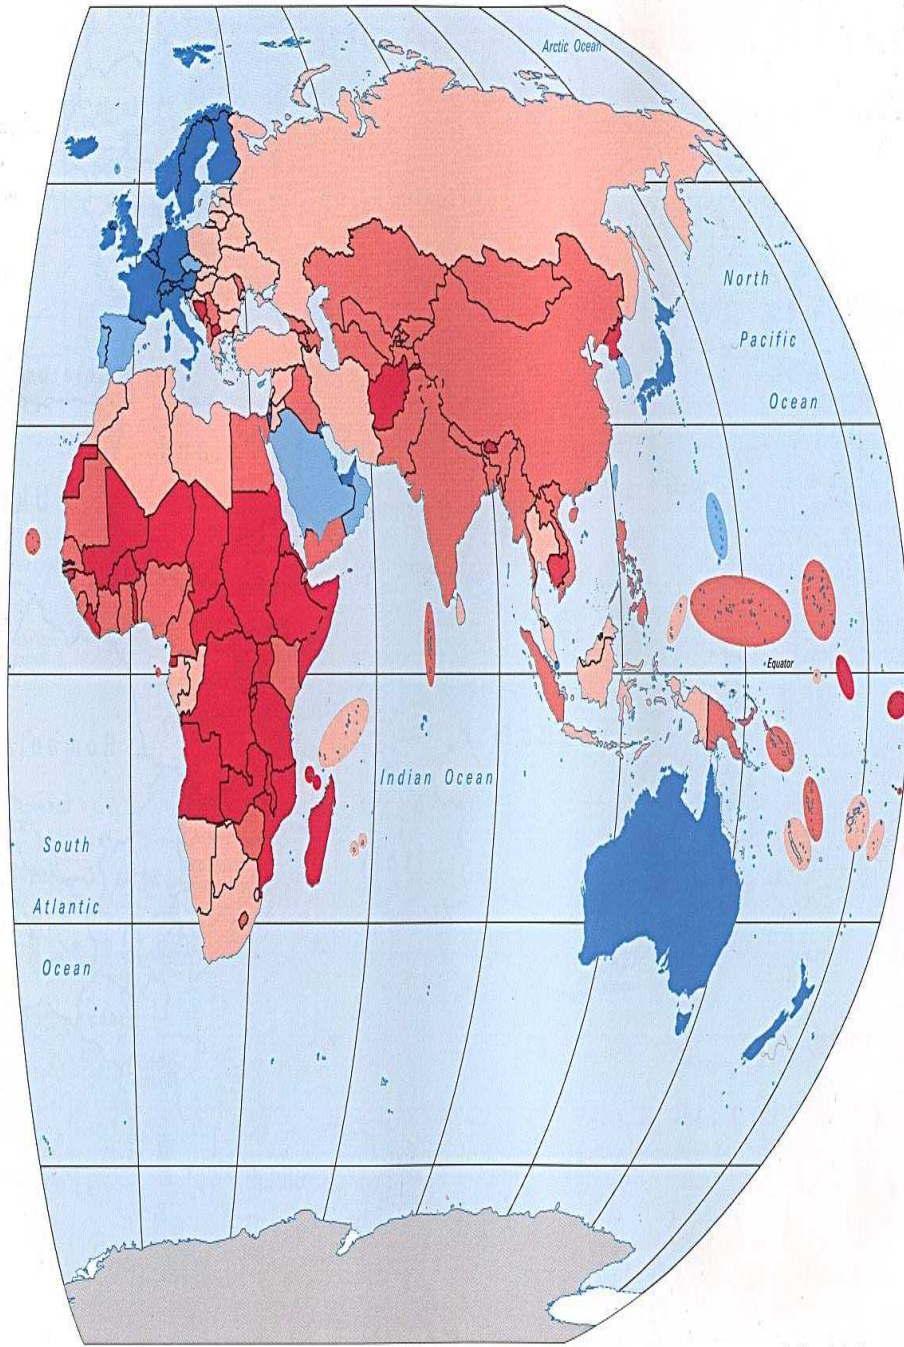 Arctic Ocean
North
Pacific
Ocean
Equator
Indian Ocean
South
Atlantic
Ocean